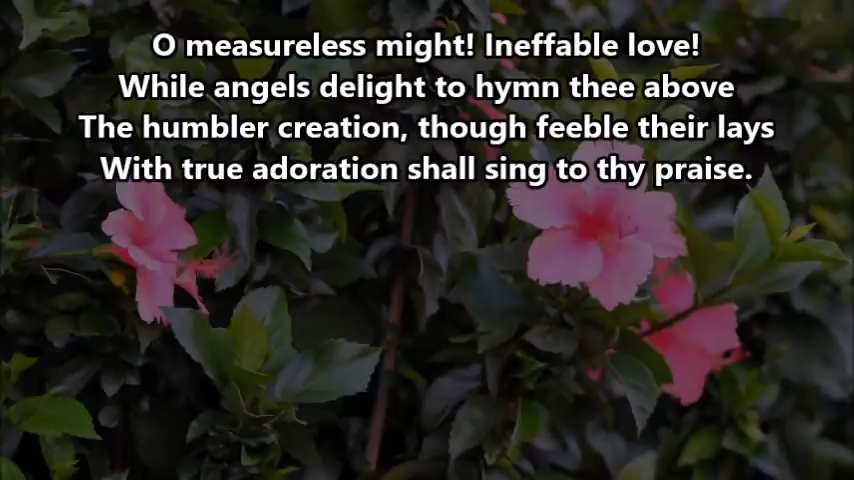 O measureless might! Ineffable love!
While angels delight to hymn thee above
The humbler creation, though feeble their lays
With true adoration shall sing to thy praise.